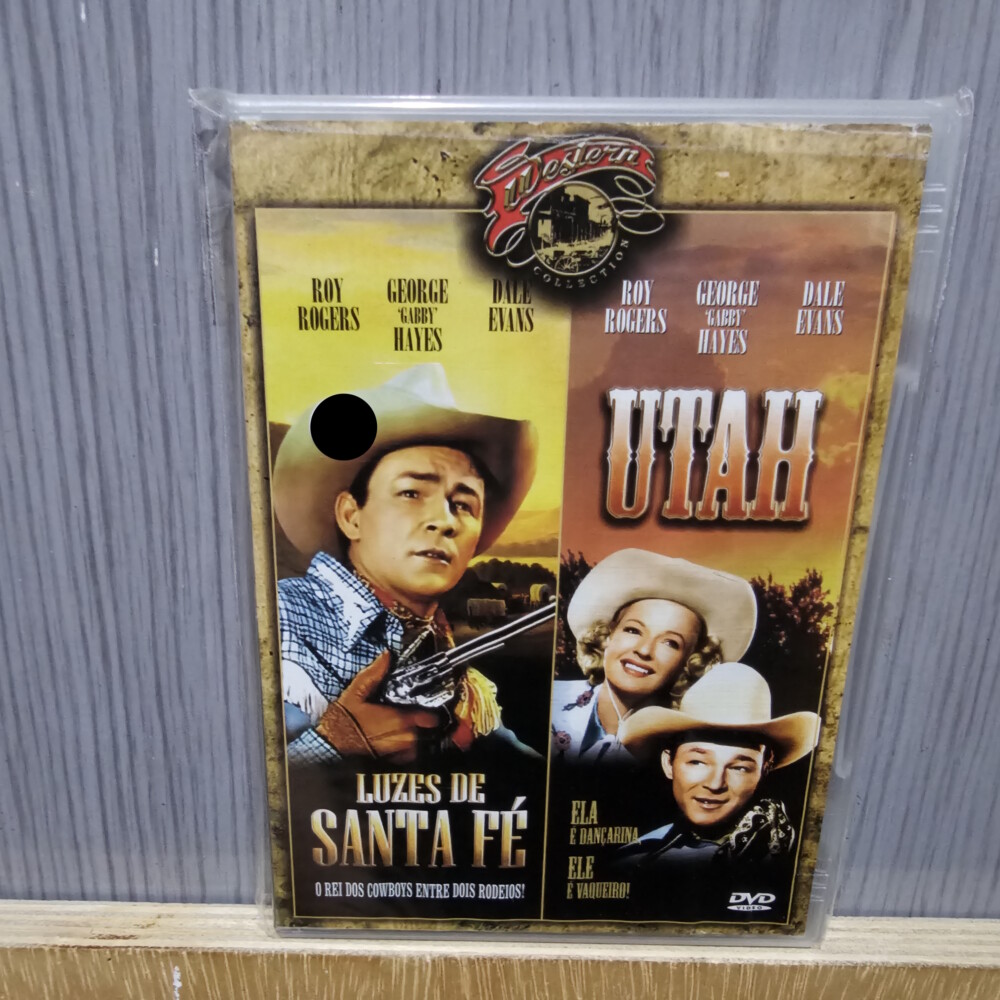 Western
COLLECTION
ROY
ROGERS
GEORGE
'GABBY'
HAYES
DALE
EVANS
LUZES DE
SANTA FÉ
O REI DOS COWBOYS ENTRE DOIS RODEIOS!
ROY
ROGERS
GEORGE
'GABBY'
HAYES
DALE
EVANS
UTAH
ELA
É DANÇARINA
ELE
É VAQUEIRO!
DVD
VIDEO